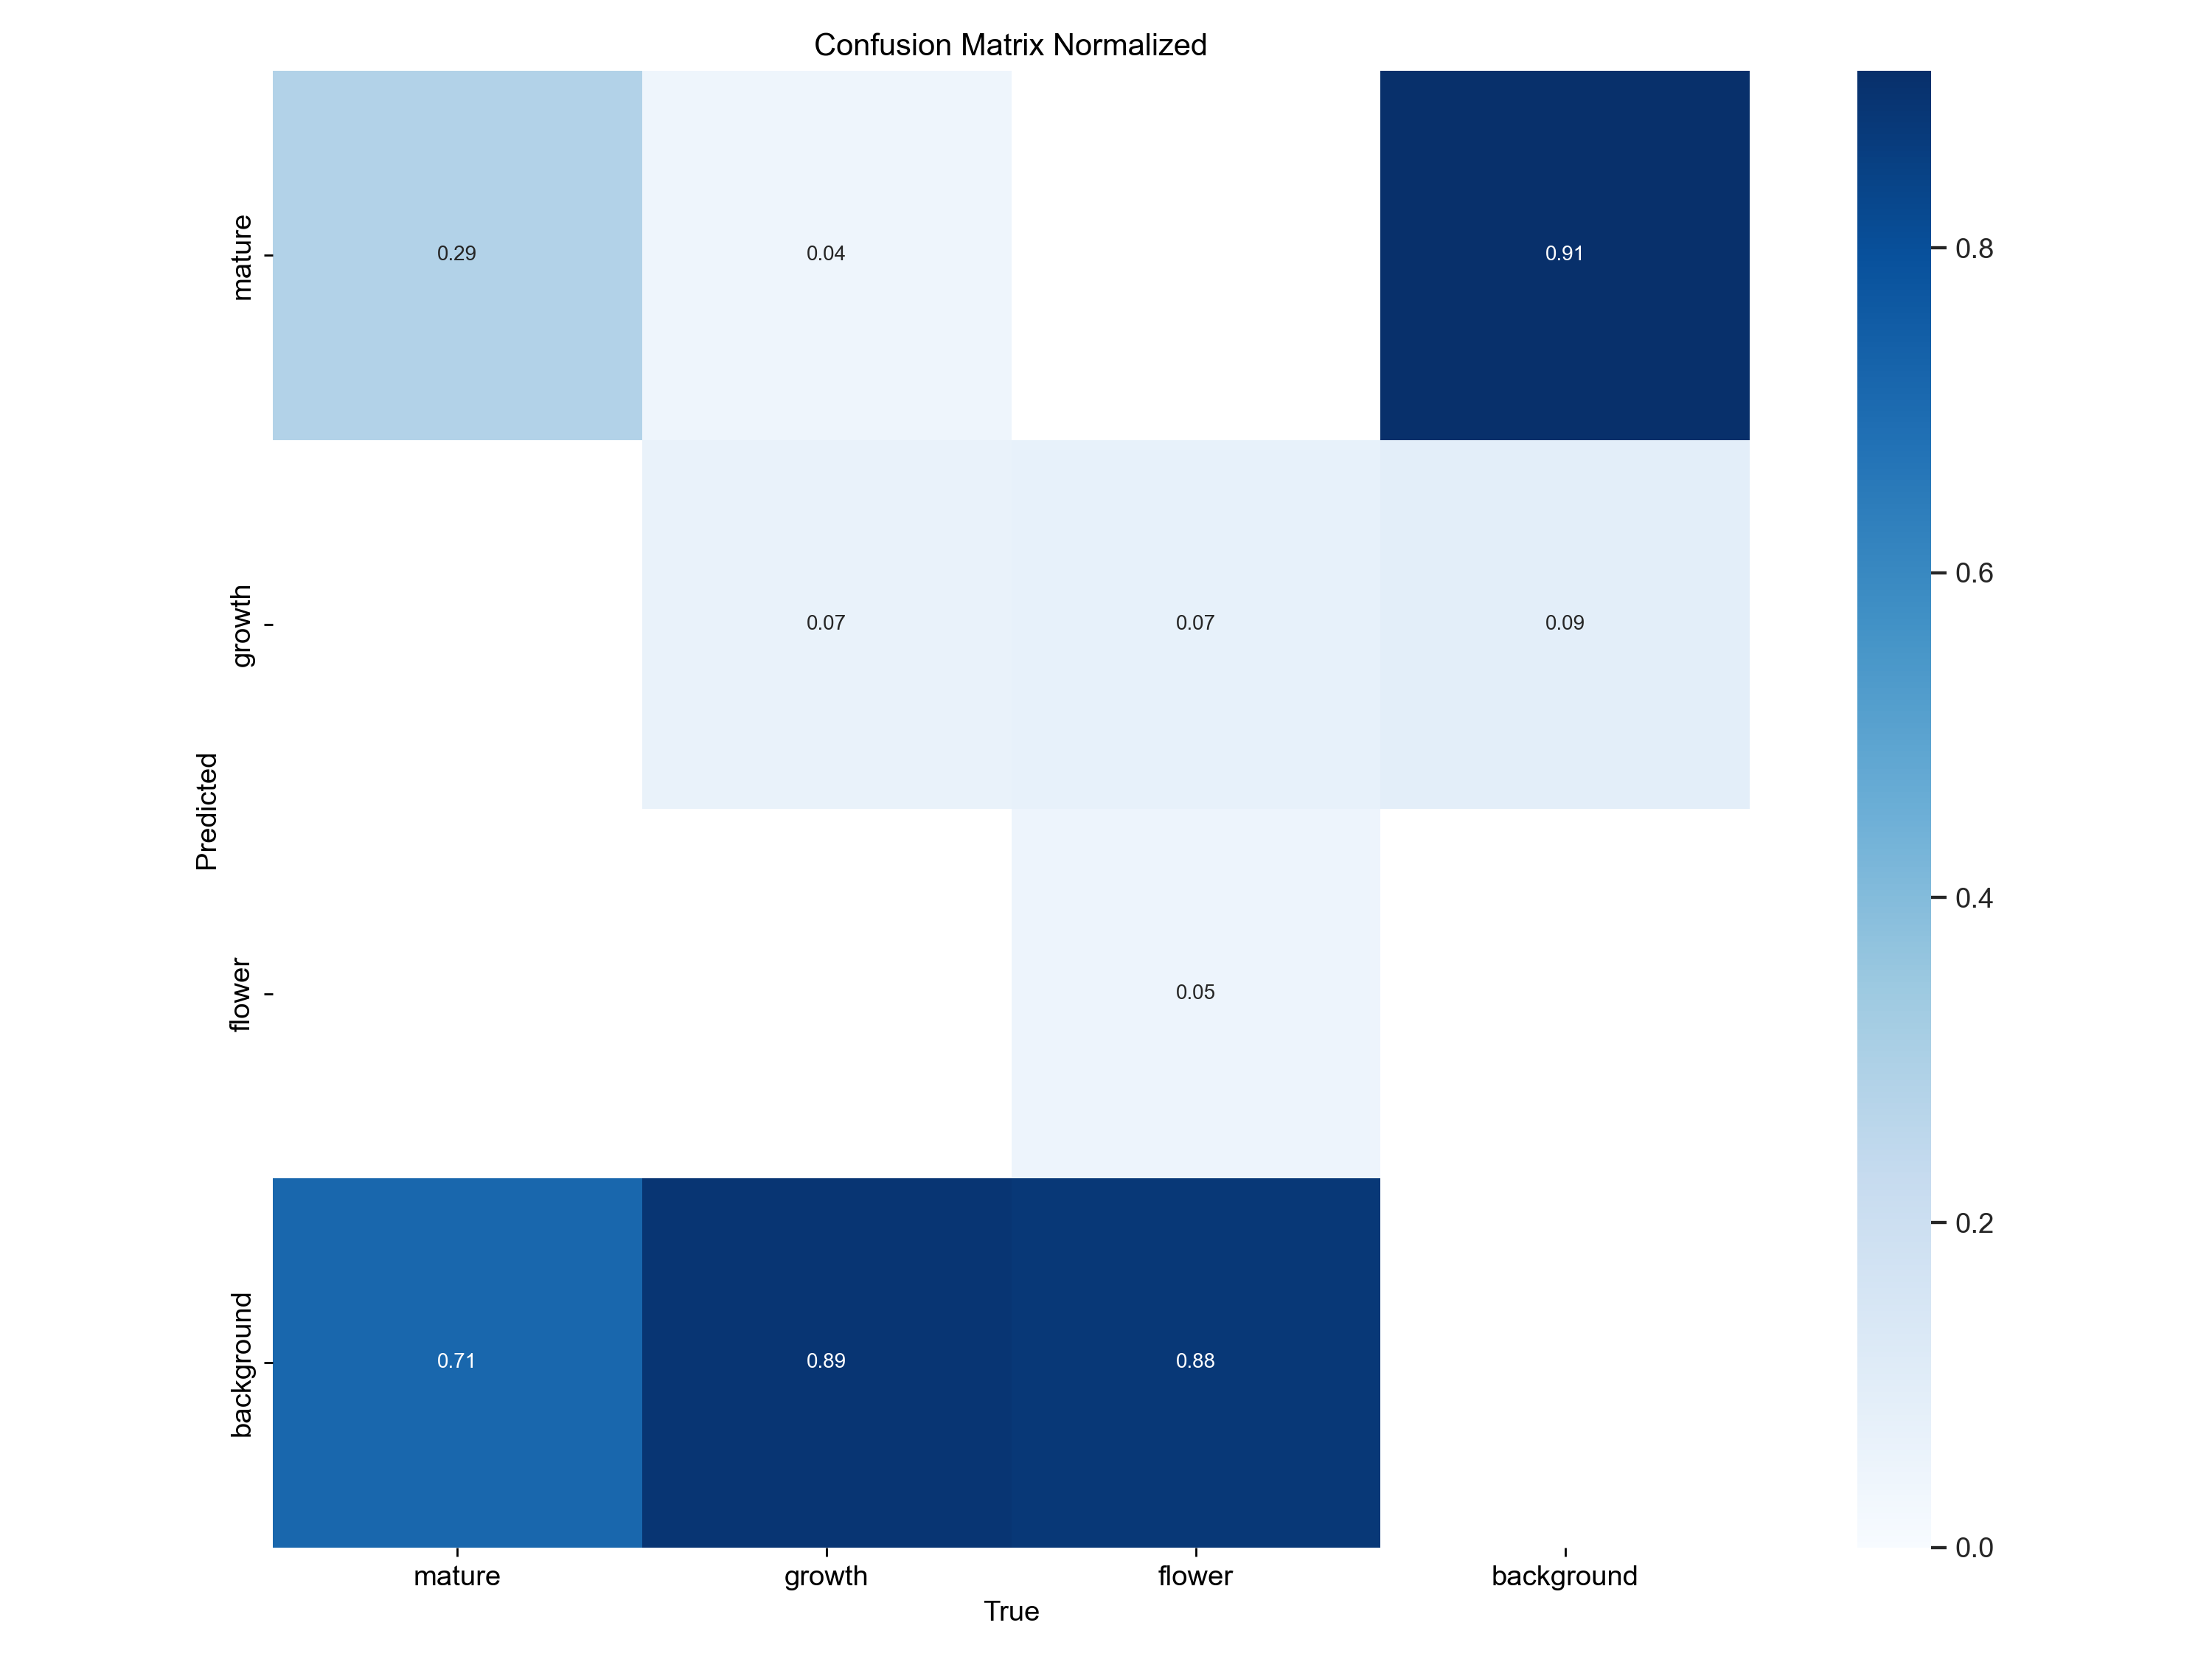 Confusion Matrix Normalized
mature
0.29
0.04
0.91
0.8
growth
0.07
0.07
0.09
0.6
Predicted
0.4
flower
0.05
0.2
background
0.71
0.89
0.88
0.0
mature
growth
flower
background
True